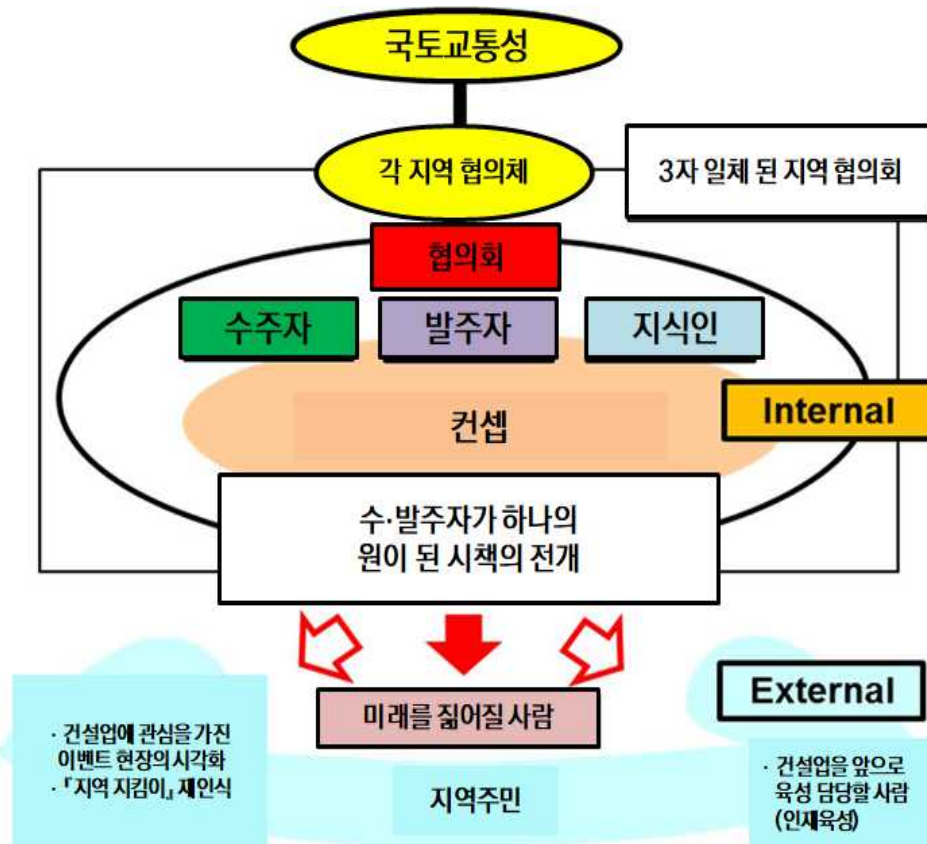 국토교통성
각 지역 협의체
3자 일체 된 지역 협의회
협의회
수주자
발주자
지식인
Internal
컨셉
수·발주자가 하나의
원이 된 시책의 전개
External
미래를 짊어질 사람
· 건설업에 관심을 가진
이벤트 현장의 시각화
· 『지역 지킴이』 재인식
지역주민
· 건설업을 앞으로
육성 담당할 사람
(인재육성)